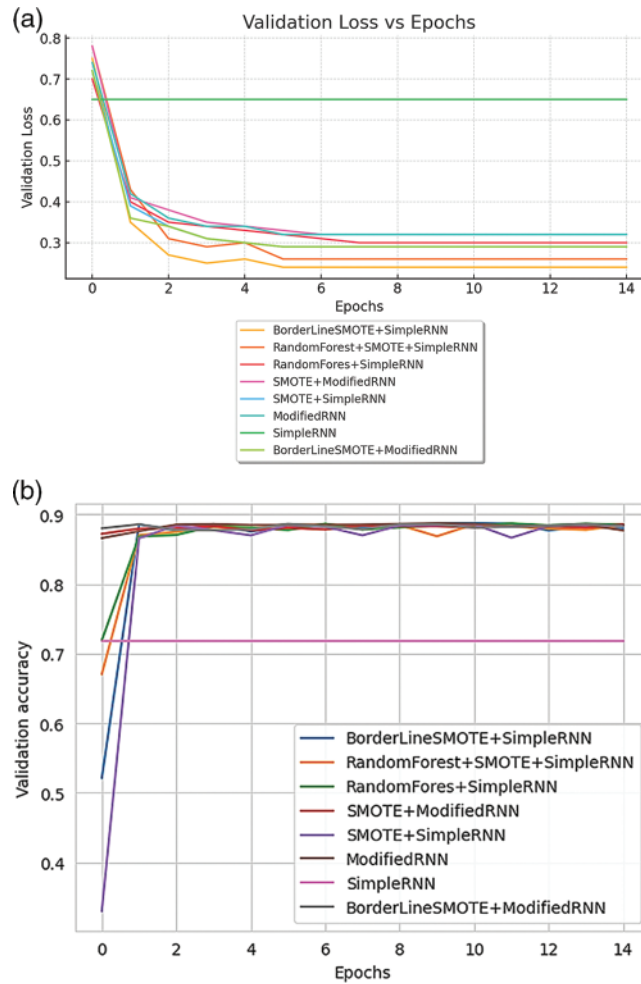 (a)
Validation Loss vs Epochs
0.8
0.7
0.6
0.5
0.4
0.3
Validation Loss
0 2 4 6 8 10 12 14
Epochs
BorderLineSMOTE+SimpleRNN
RandomForest+SMOTE+SimpleRNN
RandomFores+SimpleRNN
SMOTE+ModifiedRNN
SMOTE+SimpleRNN
ModifiedRNN
SimpleRNN
BorderLineSMOTE+ModifiedRNN
(b)
0.9
0.8
0.7
0.6
0.5
0.4
Validation accuracy
BorderLineSMOTE+SimpleRNN
RandomForest+SMOTE+SimpleRNN
RandomFores+SimpleRNN
SMOTE+ModifiedRNN
SMOTE+SimpleRNN
ModifiedRNN
SimpleRNN
BorderLineSMOTE+ModifiedRNN
0 2 4 6 8 10 12 14
Epochs